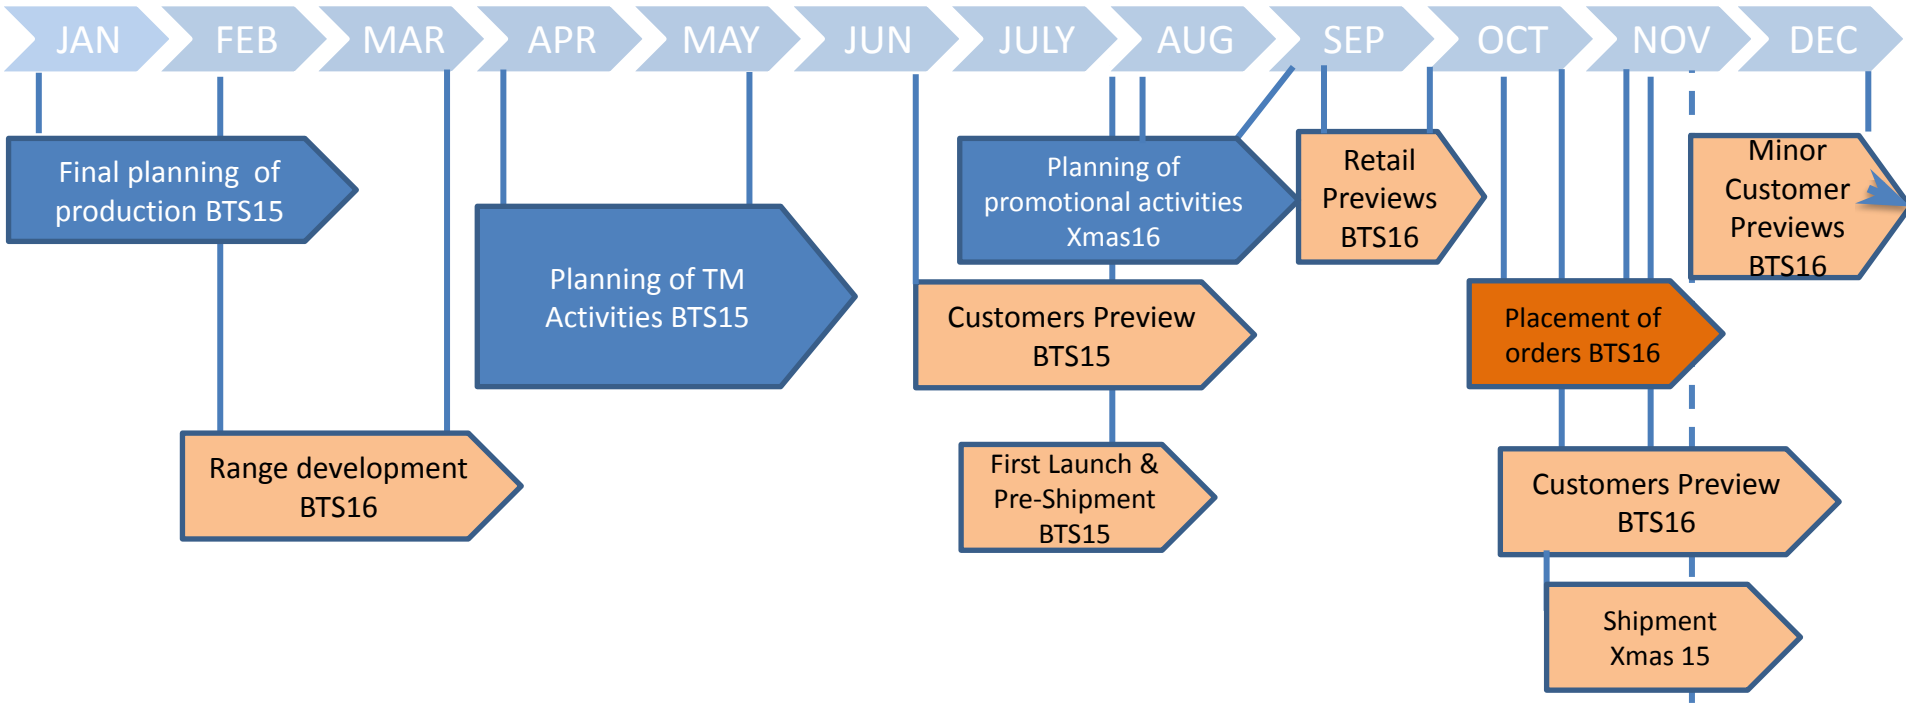 JAN
FEB
MAR
APR
MAY
JUN
JULY
AUG
SEP
OCT
NOV
DEC
Final planning of
production BTS15
Range development
BTS16
Planning of TM
Activities BTS15
Planning of
promotional activities
Xmas16
Customers Preview
BTS15
First Launch &
Pre-Shipment
BTS15
Retail
Previews
BTS16
Placement of
orders BTS16
Customers Preview
BTS16
Shipment
Xmas 15
Minor
Customer
Previews
BTS16